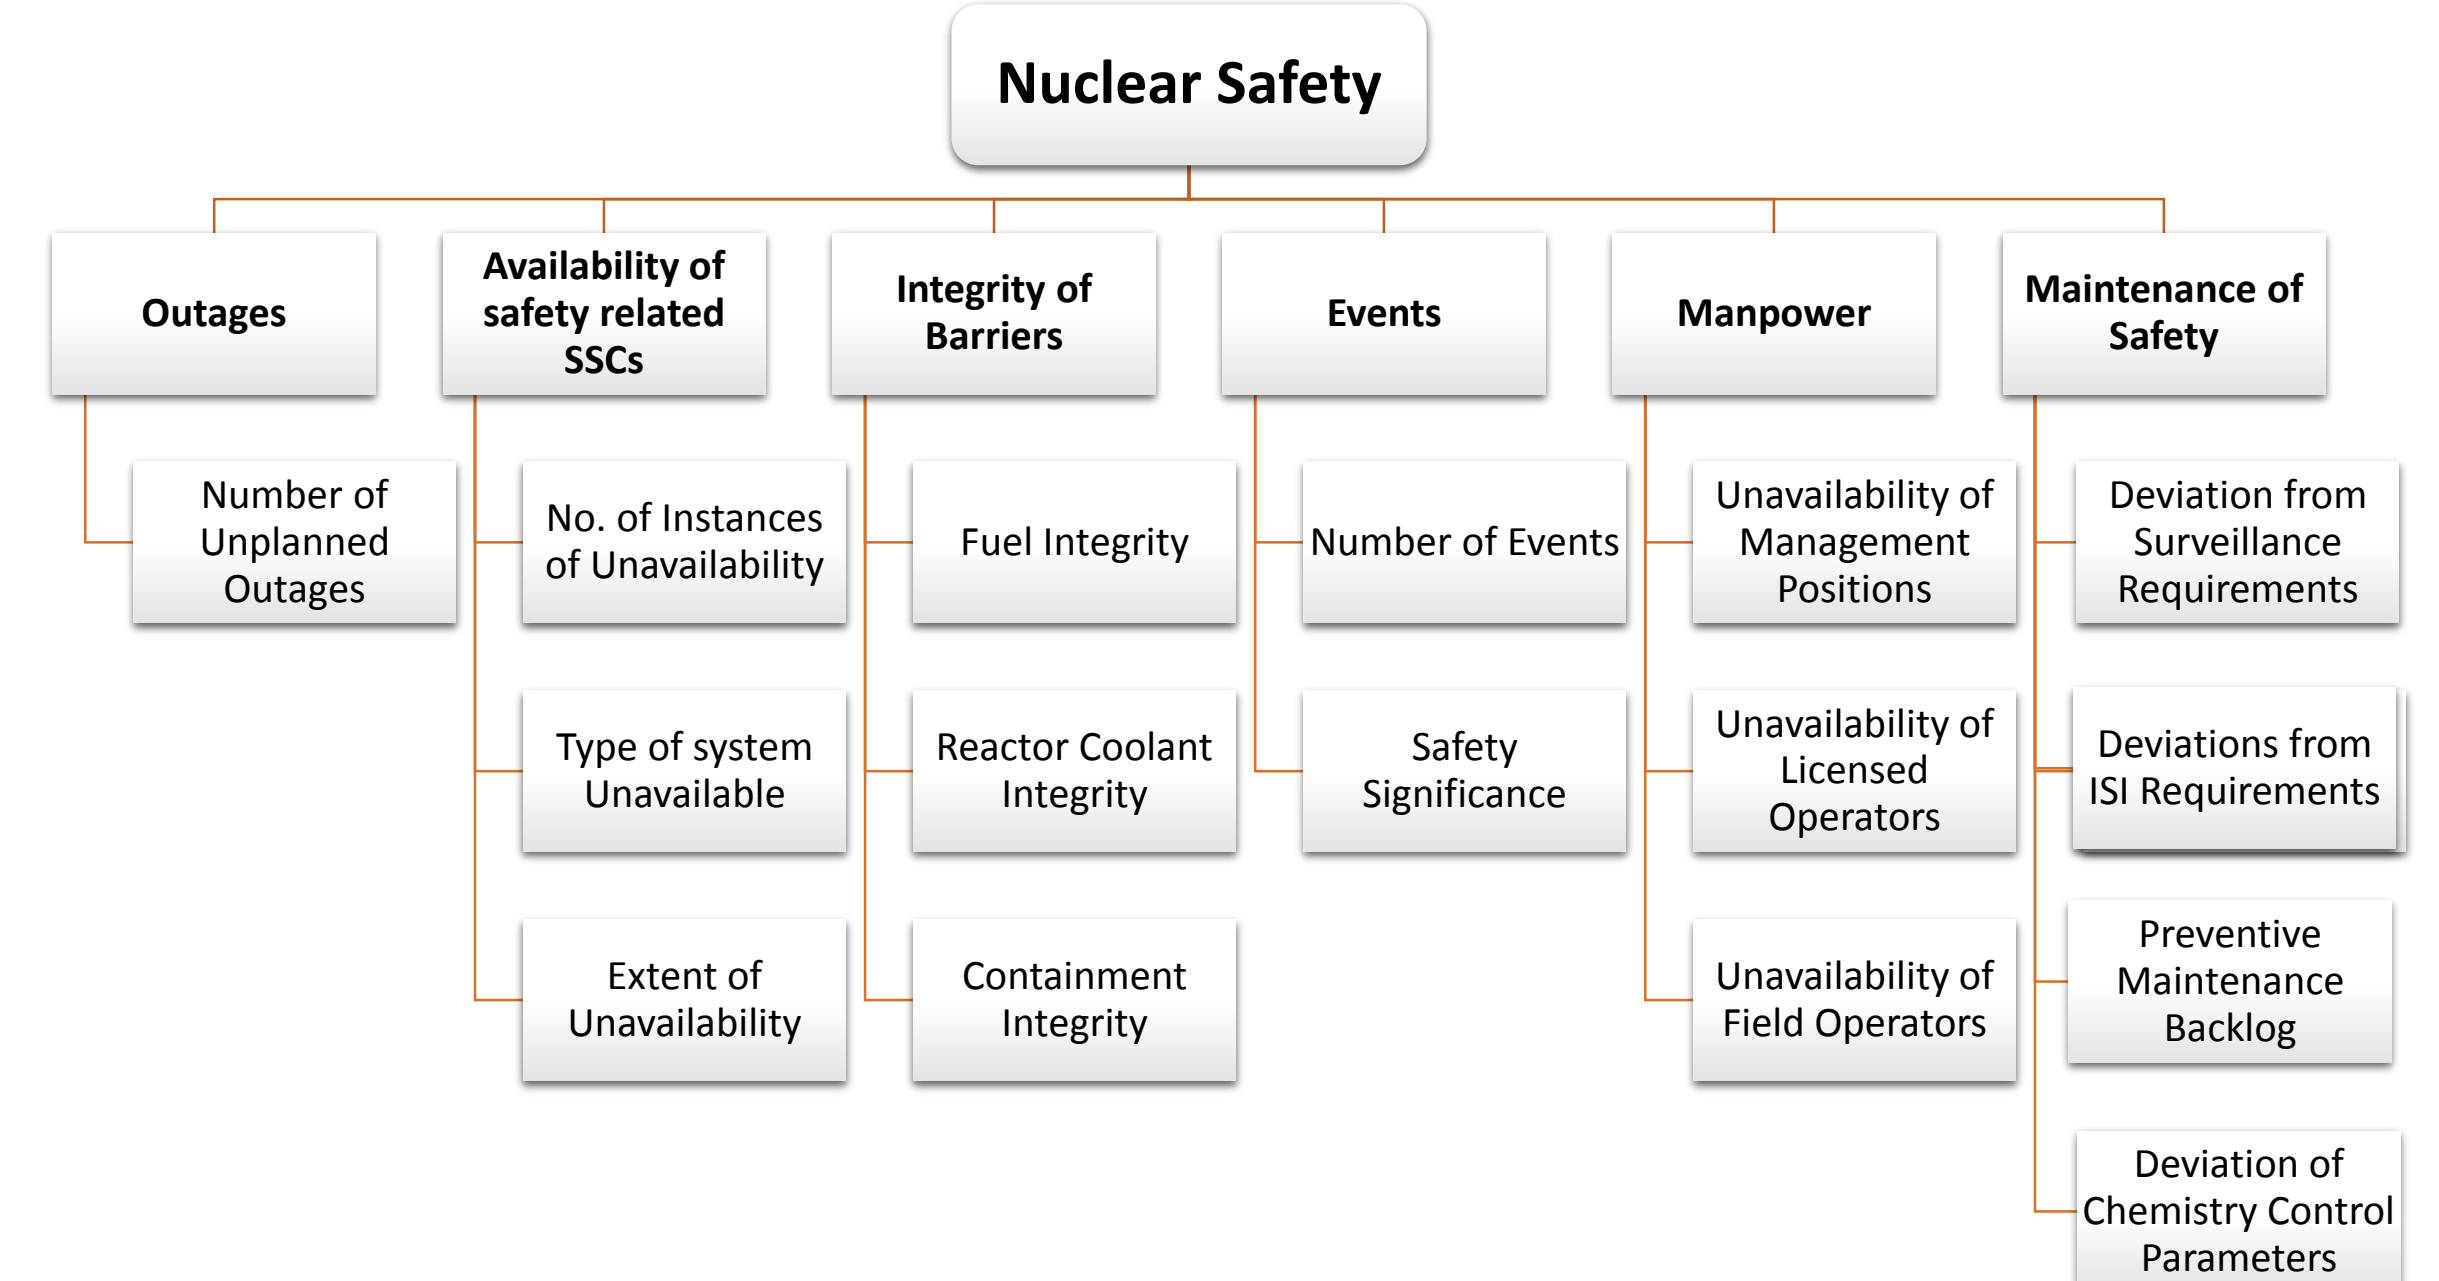 Nuclear Safety
Outages
Availability of
safety related
SSCs
Integrity of
Barriers
Events
Manpower
Maintenance of
Safety
Number of
Unplanned
Outages
No. of Instances
of Unavailability
Fuel Integrity
Number of Events
Unavailability of
Management
Positions
Deviation from
Surveillance
Requirements
Type of system
Unavailable
Reactor Coolant
Integrity
Safety
Significance
Unavailability of
Licensed
Operators
Deviations from
ISI Requirements
Extent of
Unavailability
Containment
Integrity
Unavailability of
Field Operators
Preventive
Maintenance
Backlog
Deviation of
Chemistry Control
Parameters